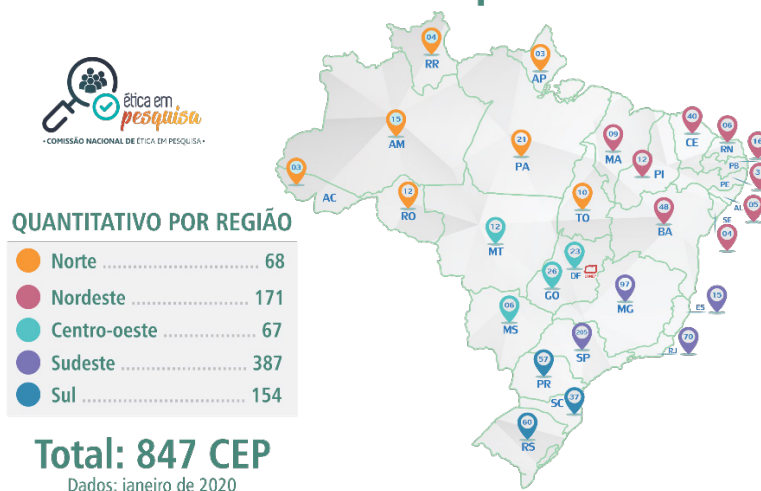 ética em
pesquisa
• COMISSÃO NACIONAL DE ÉTICA EM PESQUISA •
QUANTITATIVO POR REGIÃO
Norte 68
Nordeste 171
Centro-oeste 67
Sudeste 387
Sul 154
Total: 847 CEP
Dados: janeiro de 2020
04
RR
03
AP
15
AM
21
PA
09
MA
12
PI
40
CE
06
RN
16
PB
PE
AL
05
SE
04
03
AC
12
RO
10
TO
48
BA
12
MT
23
DF
26
GO
06
MS
97
MG
15
ES
70
RJ
SP
57
PR
37
SC
60
RS